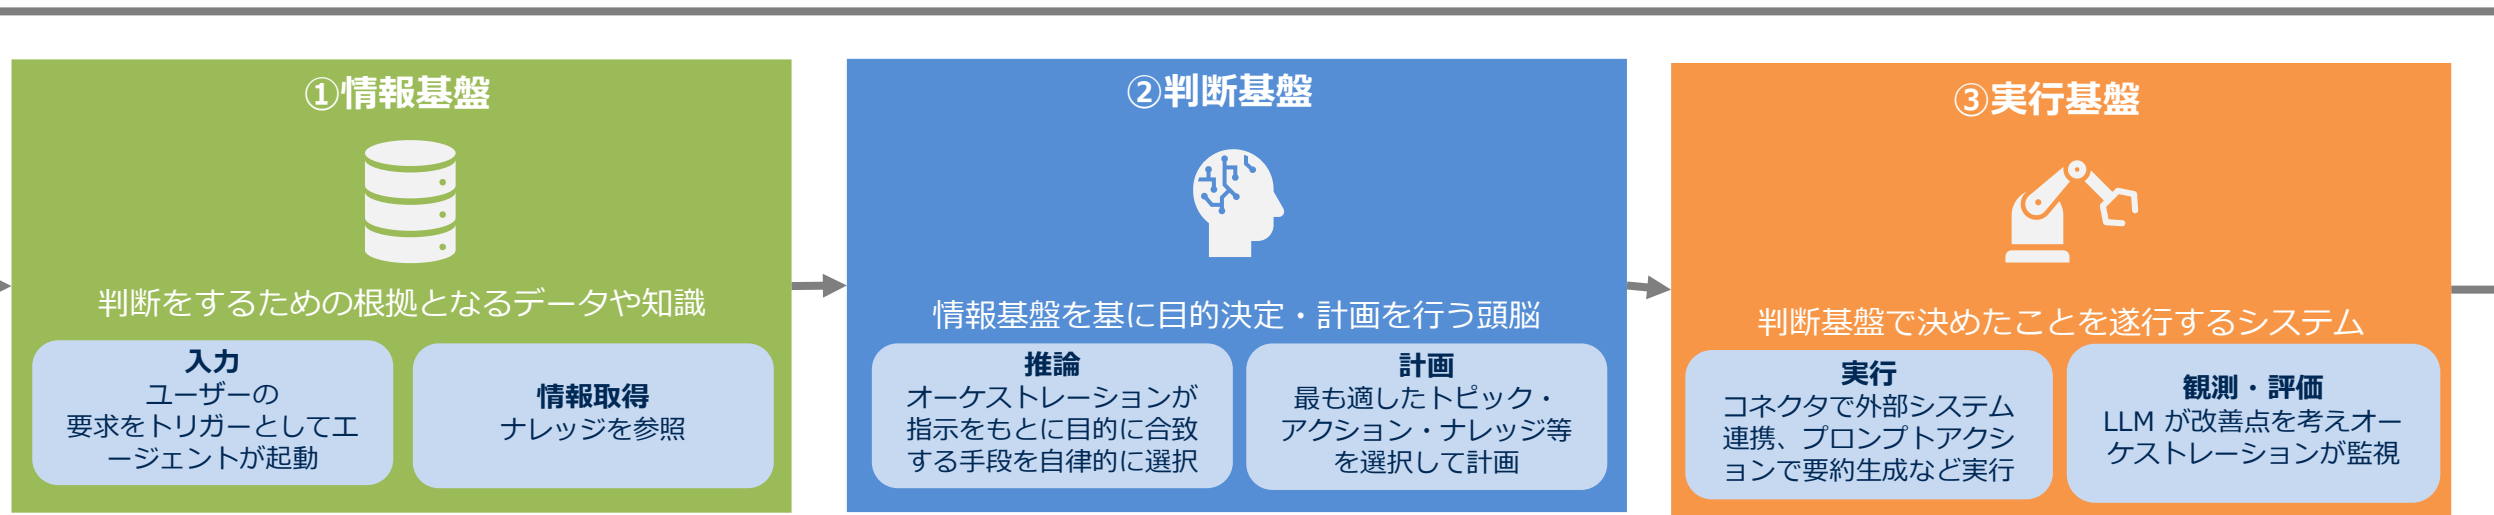 ①情報基盤
判断をするための根拠となるデータや知識
入力
ユーザーの
要求をトリガーとしてエ
ージェントが起動
情報取得
ナレッジを参照
②判断基盤
情報基盤を基に目的決定・計画を行う頭脳
推論
オーケストレーションが
指示をもとに目的に合致
する手段を自律的に選択
計画
最も適したトピック・
アクション・ナレッジ等
を選択して計画
③実行基盤
判断基盤で決めたことを遂行するシステム
実行
コネクタで外部システム
連携、プロンプトアクシ
ョンで要約生成など実行
観測・評価
LLM が改善点を考えオー
ケストレーションが監視